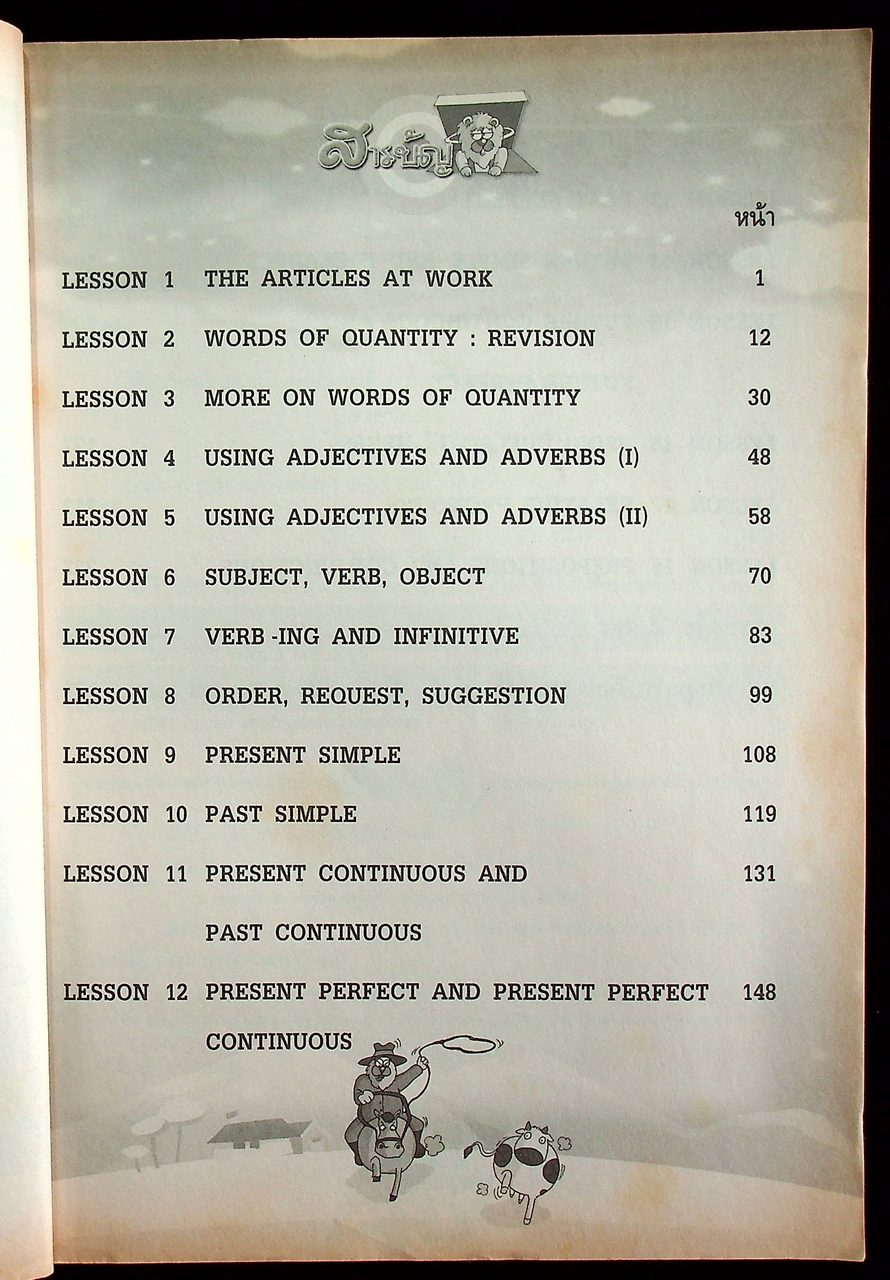 สารบัญ
หน้า
LESSON 1 THE ARTICLES AT WORK 1
LESSON 2 WORDS OF QUANTITY : REVISION 12
LESSON 3 MORE ON WORDS OF QUANTITY 30
LESSON 4 USING ADJECTIVES AND ADVERBS (I) 48
LESSON 5 USING ADJECTIVES AND ADVERBS (II) 58
LESSON 6 SUBJECT, VERB, OBJECT 70
LESSON 7 VERB -ING AND INFINITIVE 83
LESSON 8 ORDER, REQUEST, SUGGESTION 99
LESSON 9 PRESENT SIMPLE 108
LESSON 10 PAST SIMPLE 119
LESSON 11 PRESENT CONTINUOUS AND 131
PAST CONTINUOUS
LESSON 12 PRESENT PERFECT AND PRESENT PERFECT 148
CONTINUOUS